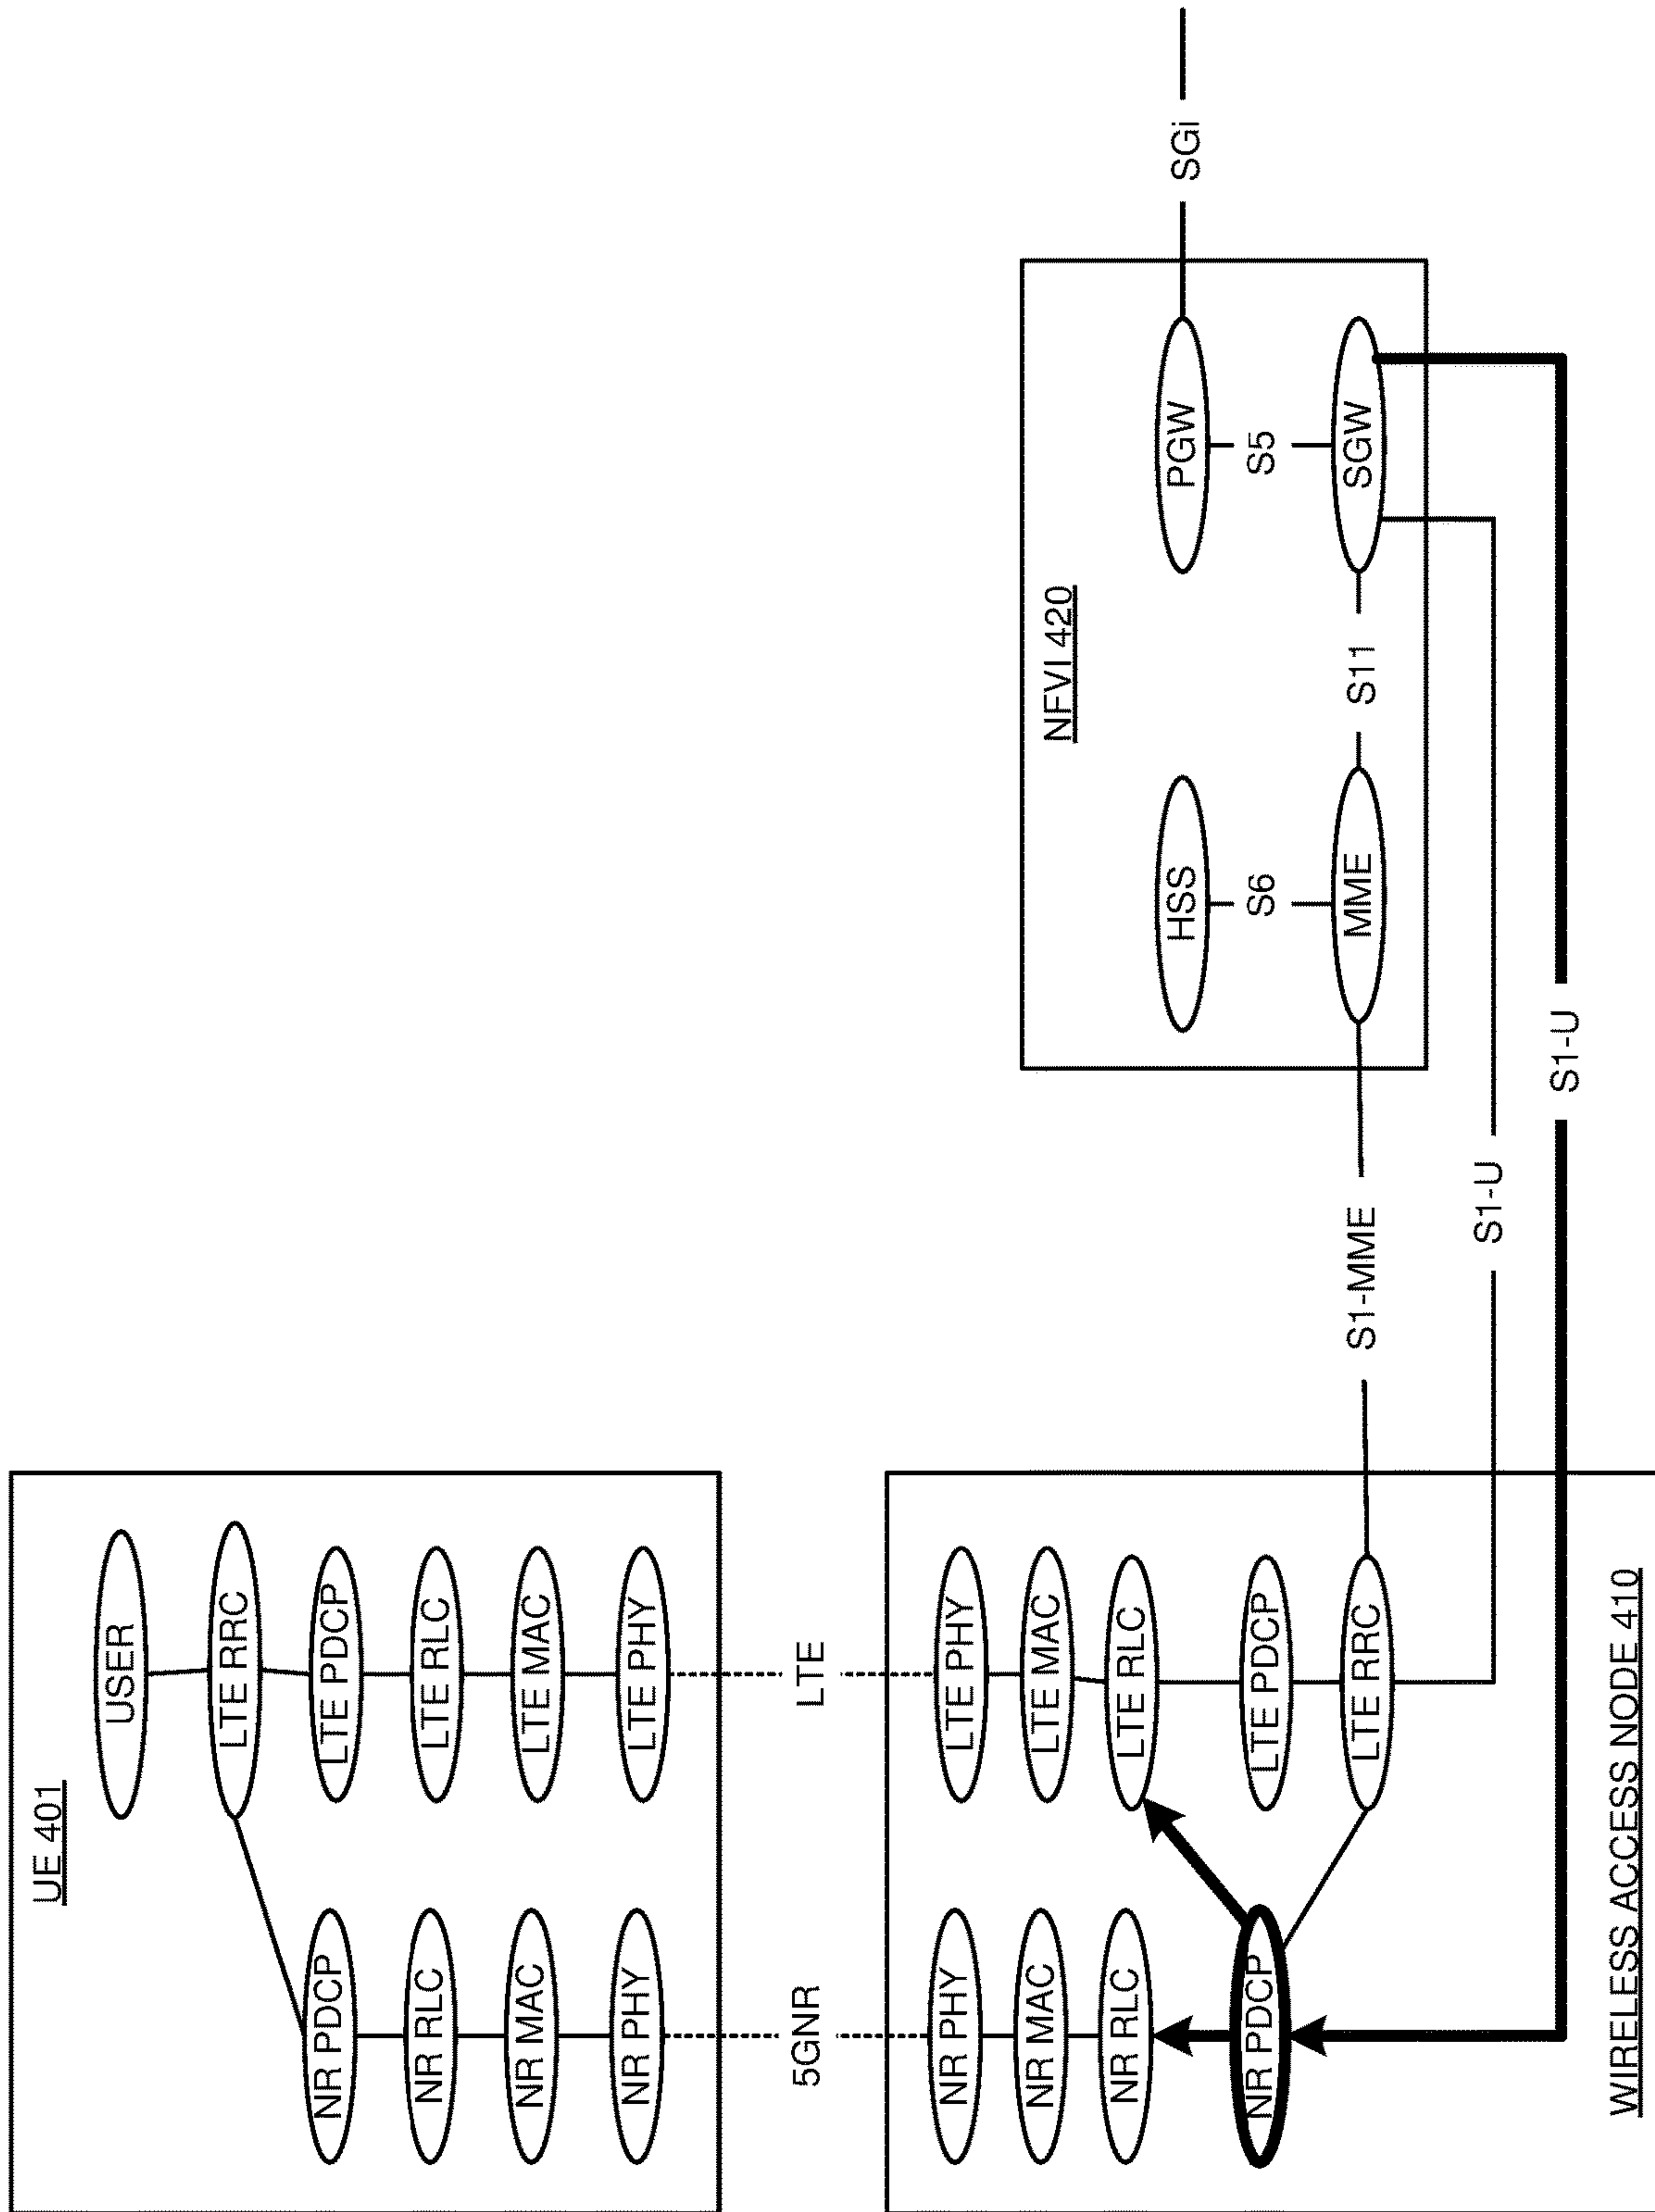 UE 401
USER
LTE RRC
NR PDCP
LTE PDCP
NR RLC
LTE RLC
NR MAC
LTE MAC
NR PHY
LTE PHY
5GNR
LTE
NR PHY
LTE PHY
NR MAC
LTE MAC
NR RLC
LTE RLC
NR PDCP
LTE PDCP
LTE RRC
WIRELESS ACCESS NODE 410
S1-MME
S1-U
S1-U
NFVI 420
HSS
S6
MME
S11
PGW
S5
SGW
SGi